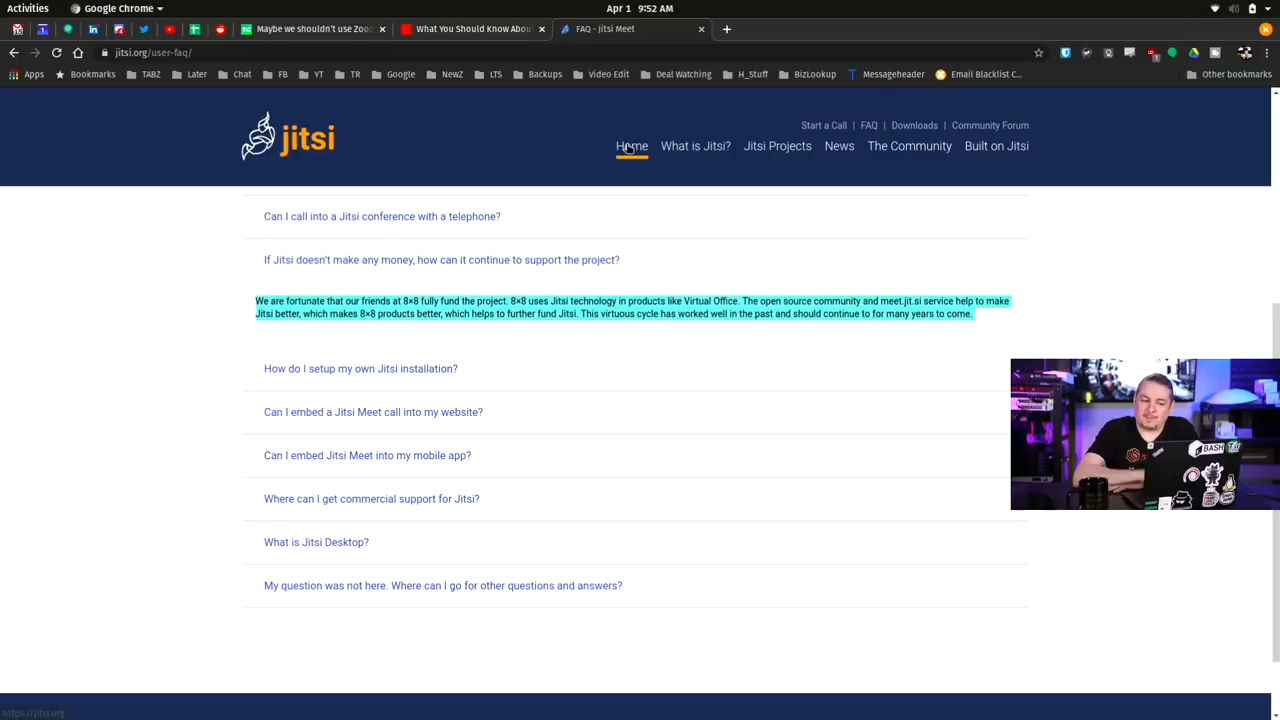 Activities
Google Chrome
Apr 1 9:52 AM
Maybe we shouldn't use Zoo
What You Should Know Abou
FAQ - Jitsi Meet
jitsi.org/user-faq/
Apps
Bookmarks
TABZ
Later
Chat
FB
YT
TR
Google
NewZ
LTS
Backups
Video Edit
Deal Watching
H_Stuff
BizLookup
Messageheader
Email Blacklist C...
Other bookmarks
jitsi
Start a Call | FAQ | Downloads | Community Forum
Home
What is Jitsi?
Jitsi Projects
News
The Community
Built on Jitsi
Can I call into a Jitsi conference with a telephone?
If Jitsi doesn't make any money, how can it continue to support the project?
We are fortunate that our friends at 8×8 fully fund the project. 8×8 uses Jitsi technology in products like Virtual Office. The open source community and meet.jit.si service help to make
Jitsi better, which makes 8×8 products better, which helps to further fund Jitsi. This virtuous cycle has worked well in the past and should continue to for many years to come.
How do I setup my own Jitsi installation?
Can I embed a Jitsi Meet call into my website?
Can I embed Jitsi Meet into my mobile app?
Where can I get commercial support for Jitsi?
What is Jitsi Desktop?
My question was not here. Where can I go for other questions and answers?
BASH
https://jitsi.org